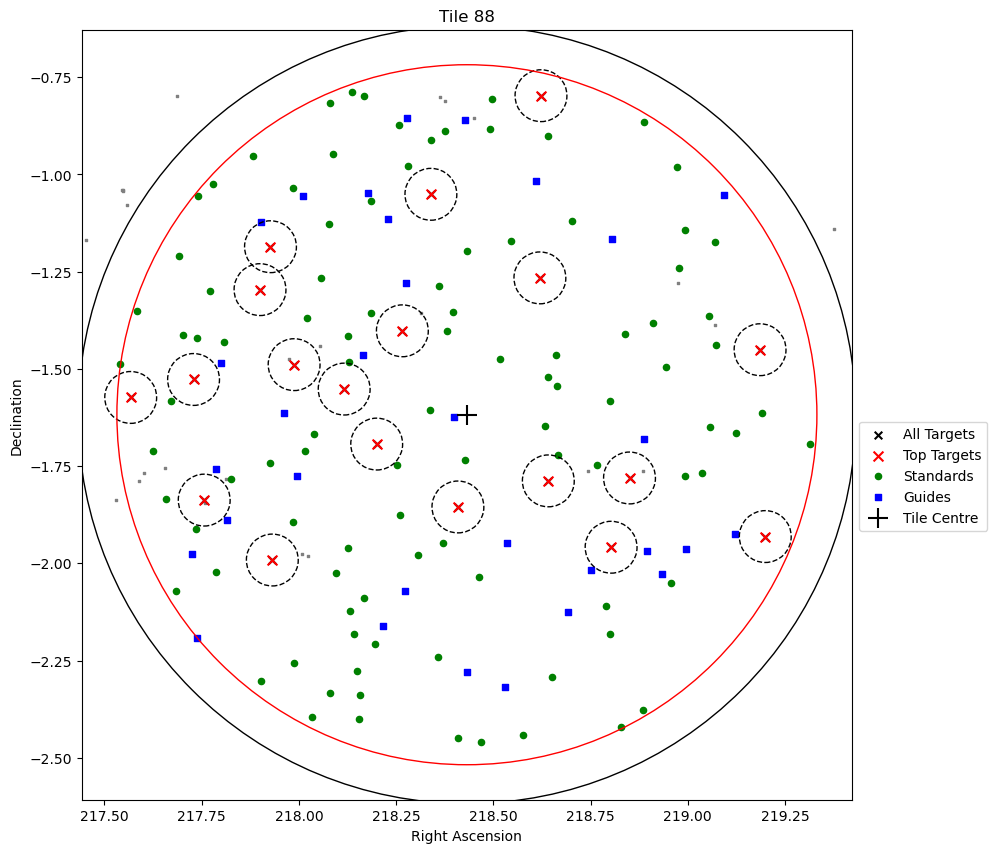 Tile 88
Declination
−0.75
−1.00
−1.25
−1.50
−1.75
−2.00
−2.25
−2.50
217.50 217.75 218.00 218.25 218.50 218.75 219.00 219.25
Right Ascension
All Targets
Top Targets
Standards
Guides
Tile Centre